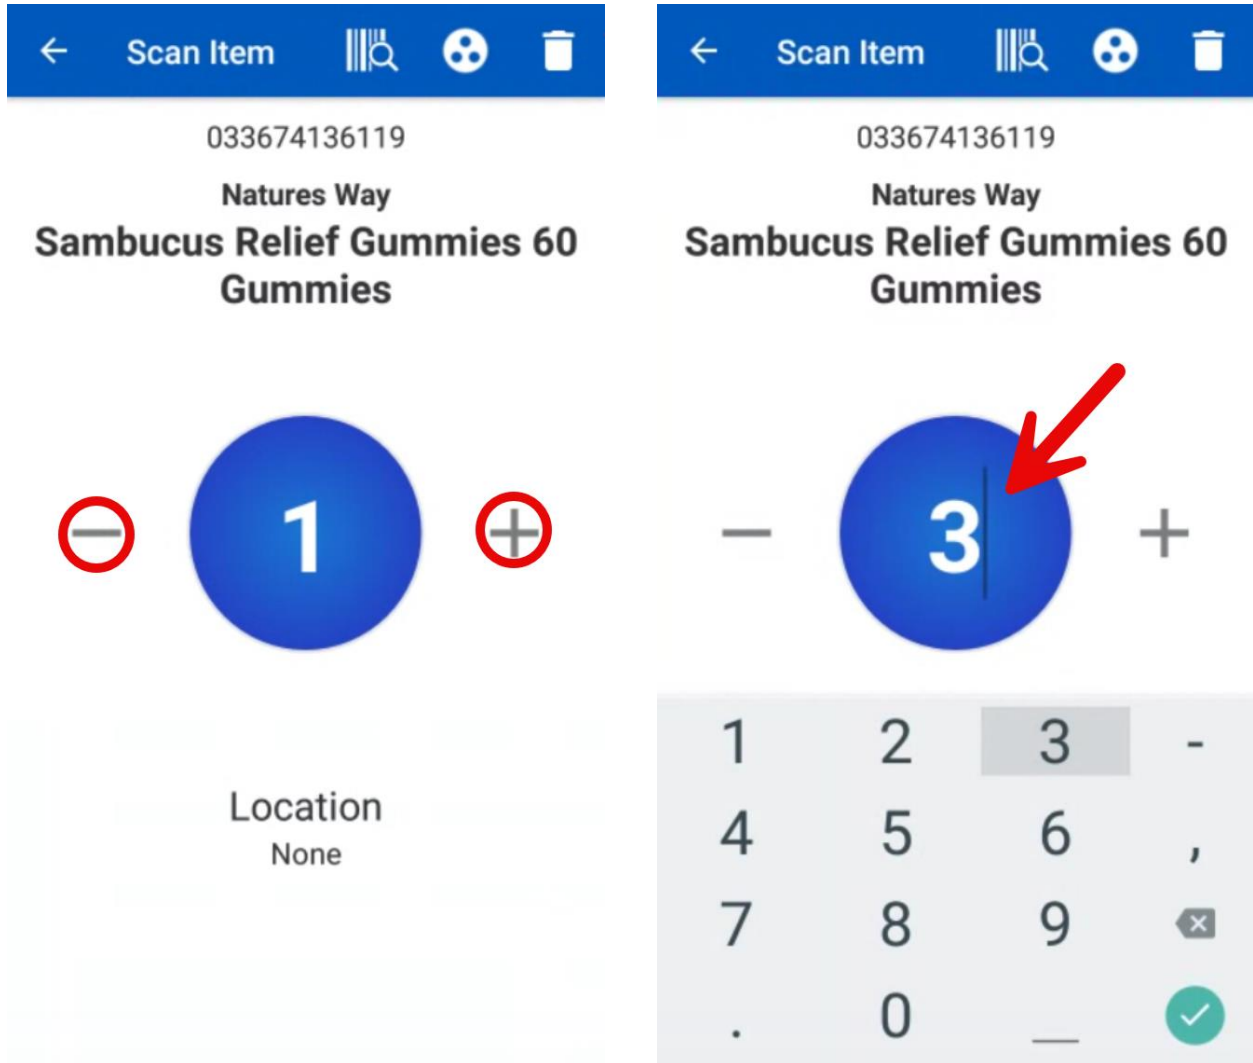 Scan Item
033674136119
Natures Way
Sambucus Relief Gummies 60
Gummies
1
Location
None
Scan Item
033674136119
Natures Way
Sambucus Relief Gummies 60
Gummies
3
1 2 3 -
4 5 6 ,
7 8 9
. 0 _